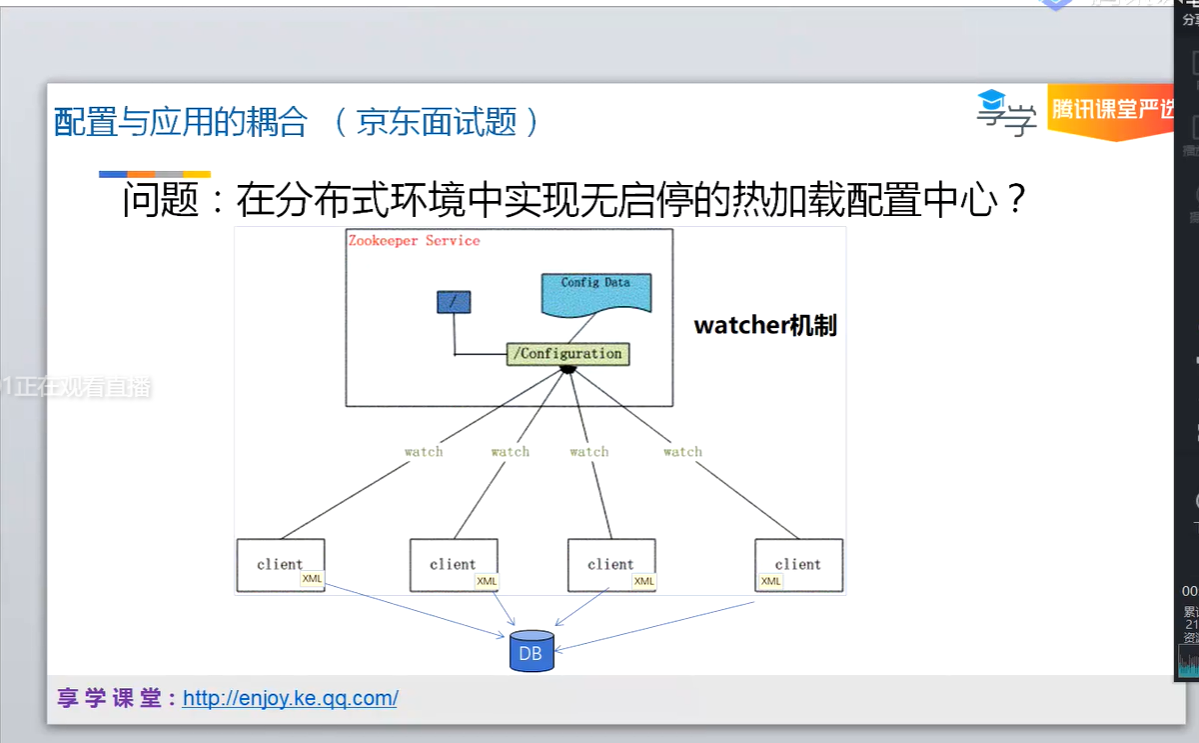 配置与应用的耦合 （京东面试题）
享学
腾讯课堂严选
问题：在分布式环境中实现无启停的热加载配置中心？
Zookeeper Service
Config Data
/
watcher机制
/Configuration
1正在观看直播
watch watch watch watch
client client client client
XML XML XML XML
DB
享学课堂：http://enjoy.ke.qq.com/
00
21